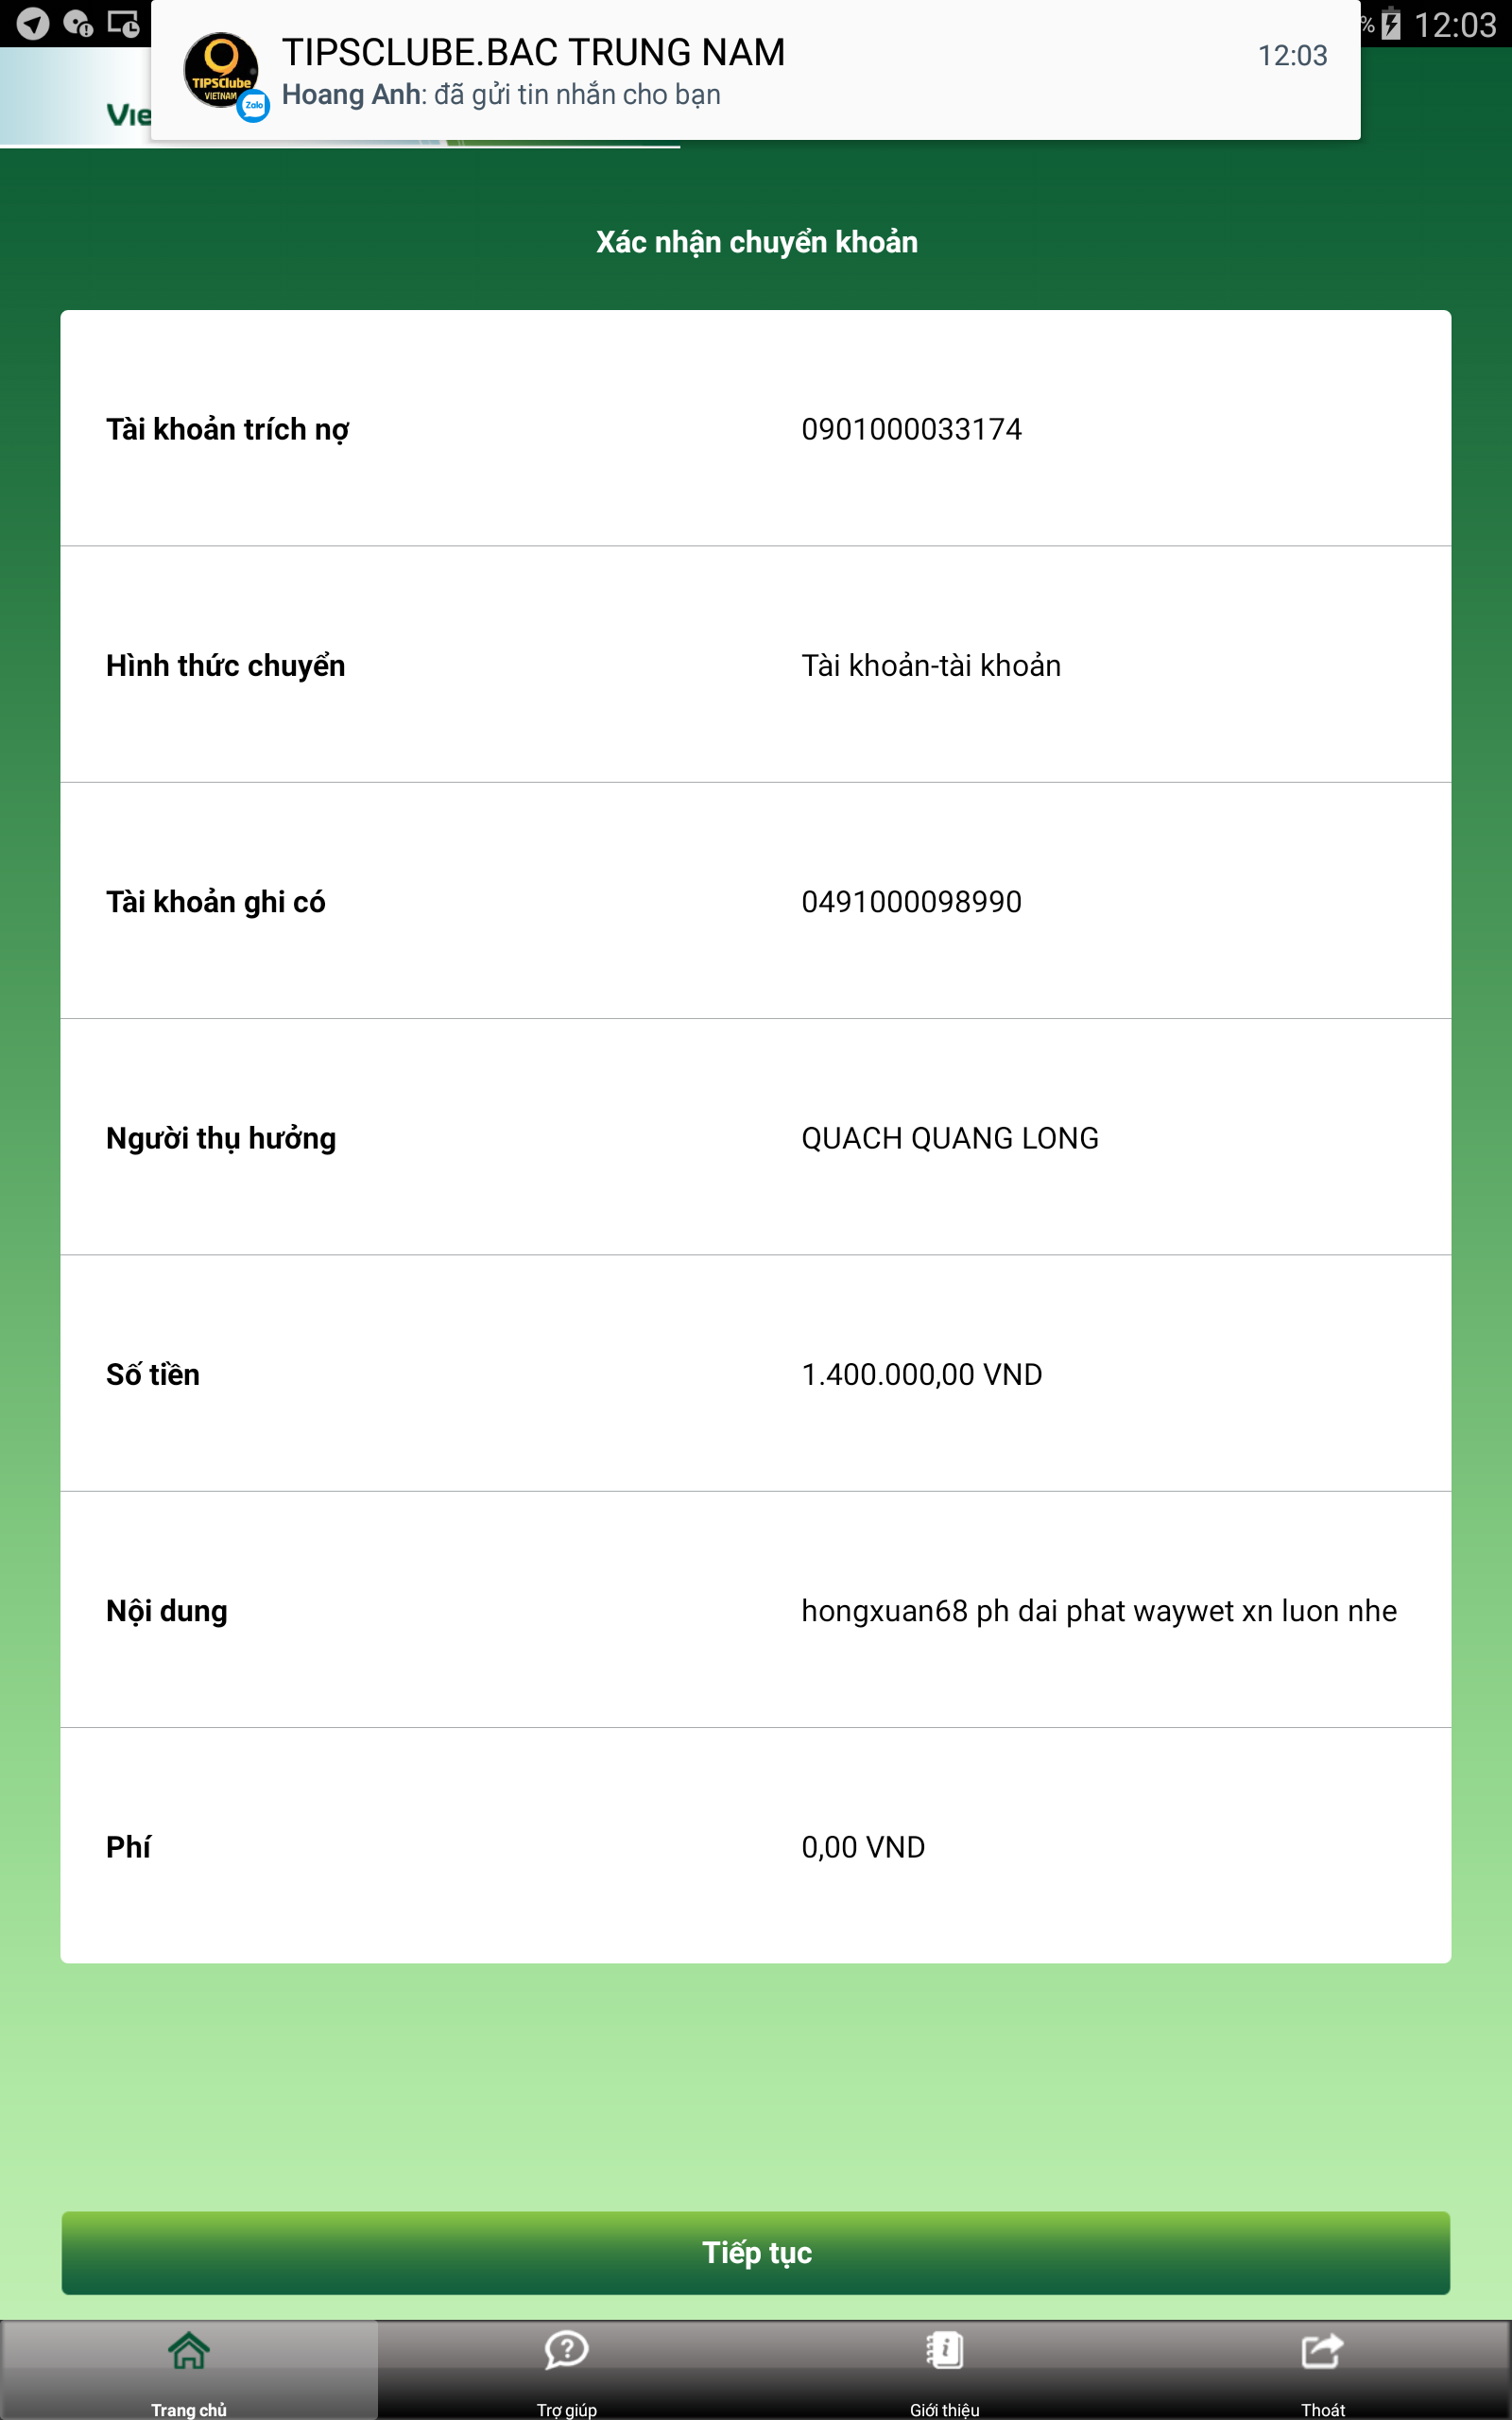 TIPSCLUBE.BAC TRUNG NAM
12:03
% 12:03
TIPSClube
VIETNAM
Zalo
Hoang Anh: đã gửi tin nhắn cho bạn
Vie
Xác nhận chuyển khoản
Tài khoản trích nợ 0901000033174
Hình thức chuyển Tài khoản-tài khoản
Tài khoản ghi có 0491000098990
Người thụ hưởng QUACH QUANG LONG
Số tiền 1.400.000,00 VND
Nội dung hongxuan68 ph dai phat waywet xn luon nhe
Phí 0,00 VND
Tiếp tục
Trang chủ Trợ giúp Giới thiệu Thoát